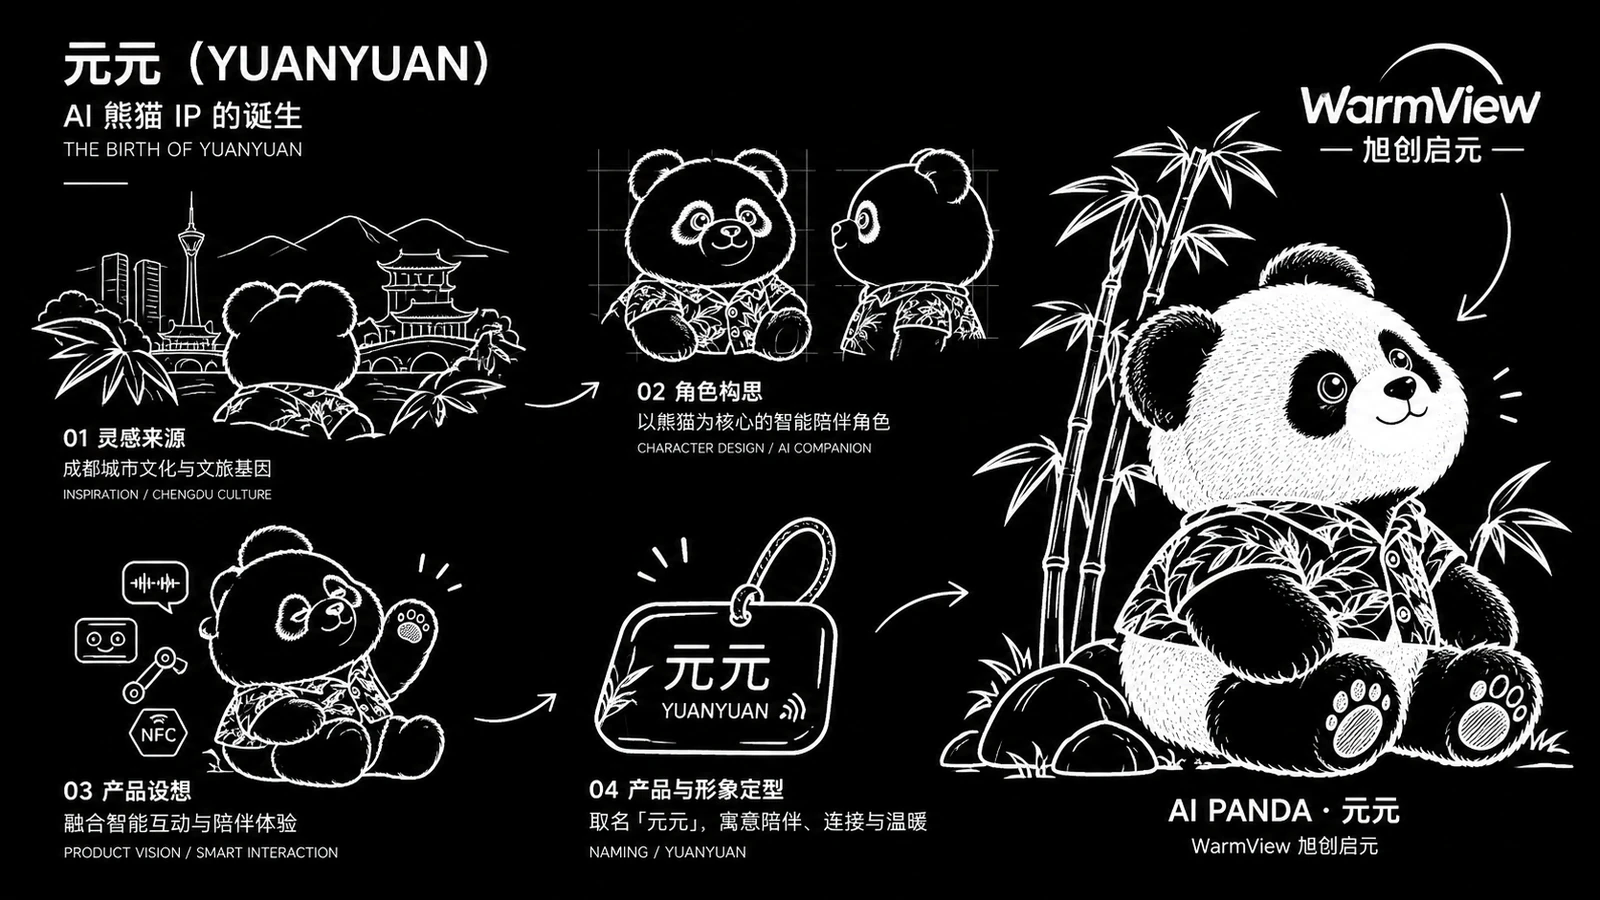 元元（YUANYUAN）
AI 熊猫 IP 的诞生
THE BIRTH OF YUANYUAN
WarmView
旭创启元
01 灵感来源
成都城市文化与文旅基因
INSPIRATION / CHENGDU CULTURE
02 角色构思
以熊猫为核心的智能陪伴角色
CHARACTER DESIGN / AI COMPANION
NFC
03 产品设想
融合智能互动与陪伴体验
PRODUCT VISION / SMART INTERACTION
元元
YUANYUAN
04 产品与形象定型
取名「元元」，寓意陪伴、连接与温暖
NAMING / YUANYUAN
AI PANDA · 元元
WarmView 旭创启元